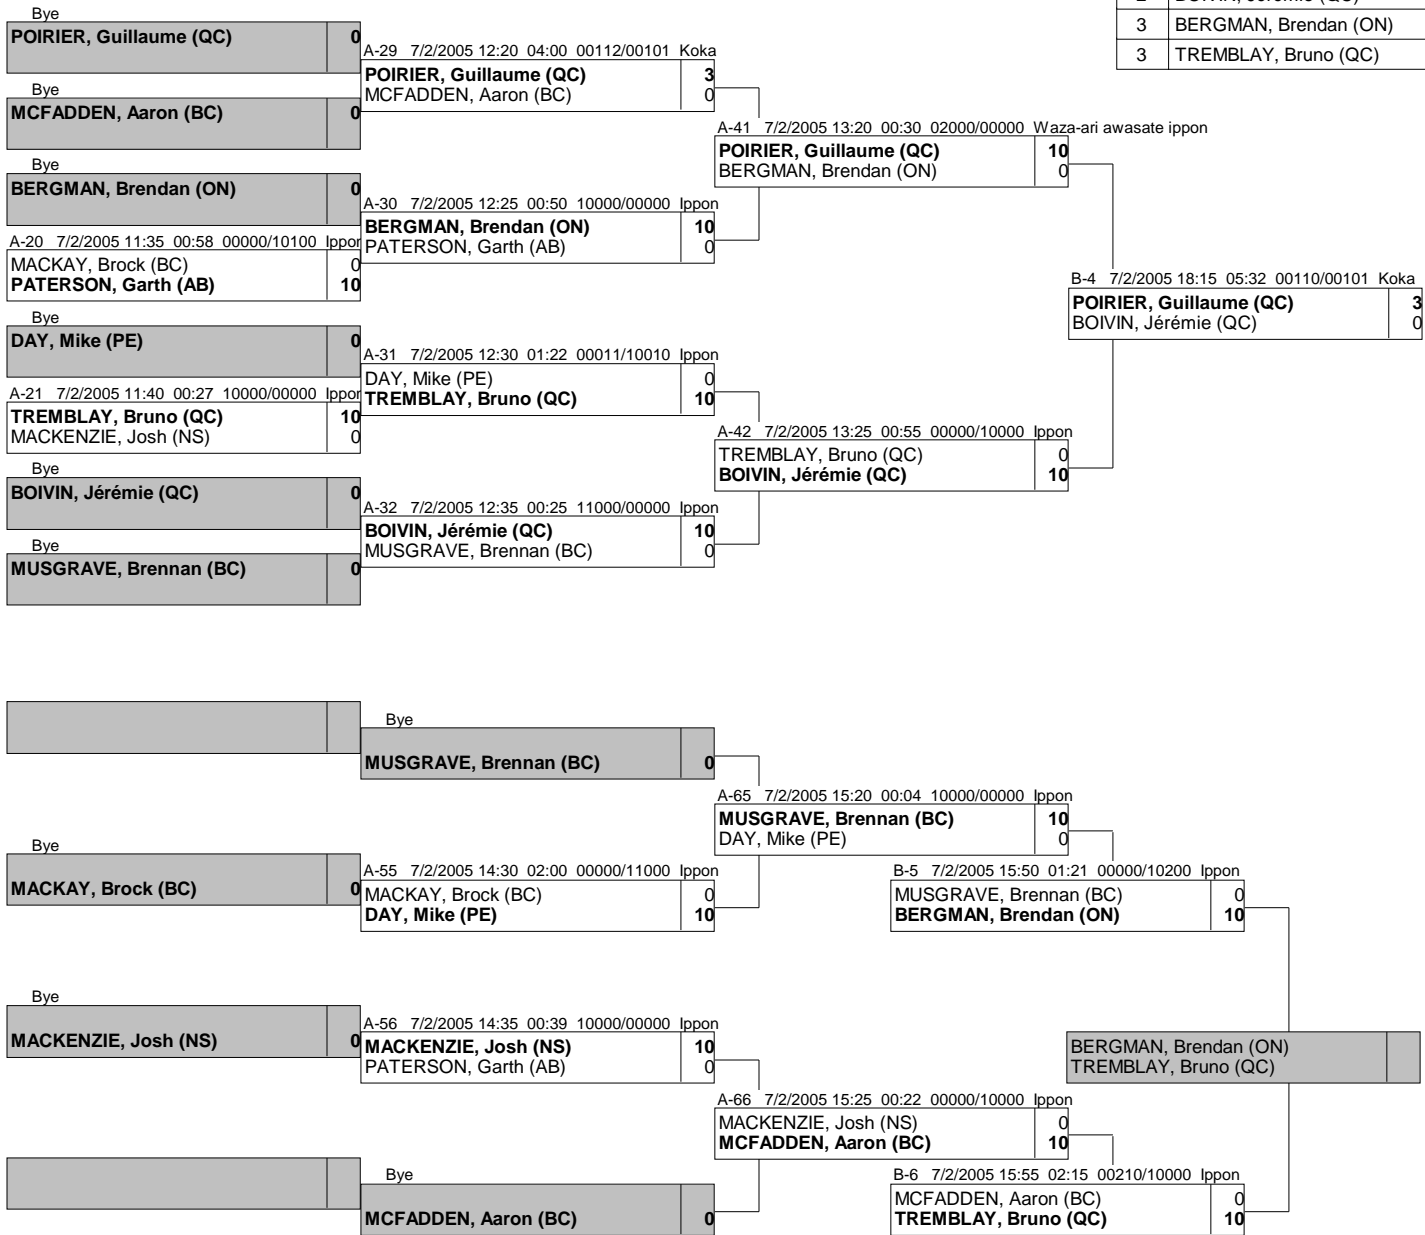 2 BOIVIN, Jérémie (QC)
3 BERGMAN, Brendan (ON)
3 TREMBLAY, Bruno (QC)
Bye
POIRIER, Guillaume (QC) 0
Bye
MCFADDEN, Aaron (BC) 0
Bye
BERGMAN, Brendan (ON) 0
A-20 7/2/2005 11:35 00:58 00000/10100 Ippon
MACKAY, Brock (BC) 0
PATERSON, Garth (AB) 10
Bye
DAY, Mike (PE) 0
A-21 7/2/2005 11:40 00:27 10000/00000 Ippon
TREMBLAY, Bruno (QC) 10
MACKENZIE, Josh (NS) 0
Bye
BOIVIN, Jérémie (QC) 0
Bye
MUSGRAVE, Brennan (BC) 0
A-29 7/2/2005 12:20 04:00 00112/00101 Koka
POIRIER, Guillaume (QC) 3
MCFADDEN, Aaron (BC) 0
A-30 7/2/2005 12:25 00:50 10000/00000 Ippon
BERGMAN, Brendan (ON) 10
PATERSON, Garth (AB) 0
A-31 7/2/2005 12:30 01:22 00011/10010 Ippon
DAY, Mike (PE) 0
TREMBLAY, Bruno (QC) 10
A-32 7/2/2005 12:35 00:25 11000/00000 Ippon
BOIVIN, Jérémie (QC) 10
MUSGRAVE, Brennan (BC) 0
A-41 7/2/2005 13:20 00:30 02000/00000 Waza-ari awasate ippon
POIRIER, Guillaume (QC) 10
BERGMAN, Brendan (ON) 0
A-42 7/2/2005 13:25 00:55 00000/10000 Ippon
TREMBLAY, Bruno (QC) 0
BOIVIN, Jérémie (QC) 10
B-4 7/2/2005 18:15 05:32 00110/00101 Koka
POIRIER, Guillaume (QC) 3
BOIVIN, Jérémie (QC) 0
Bye
MACKAY, Brock (BC) 0
Bye
MACKENZIE, Josh (NS) 0
Bye
MUSGRAVE, Brennan (BC) 0
A-55 7/2/2005 14:30 02:00 00000/11000 Ippon
MACKAY, Brock (BC) 0
DAY, Mike (PE) 10
A-56 7/2/2005 14:35 00:39 10000/00000 Ippon
MACKENZIE, Josh (NS) 10
PATERSON, Garth (AB) 0
Bye
MCFADDEN, Aaron (BC) 0
A-65 7/2/2005 15:20 00:04 10000/00000 Ippon
MUSGRAVE, Brennan (BC) 10
DAY, Mike (PE) 0
A-66 7/2/2005 15:25 00:22 00000/10000 Ippon
MACKENZIE, Josh (NS) 0
MCFADDEN, Aaron (BC) 10
B-5 7/2/2005 15:50 01:21 00000/10200 Ippon
MUSGRAVE, Brennan (BC) 0
BERGMAN, Brendan (ON) 10
B-6 7/2/2005 15:55 02:15 00210/10000 Ippon
MCFADDEN, Aaron (BC) 0
TREMBLAY, Bruno (QC) 10
BERGMAN, Brendan (ON)
TREMBLAY, Bruno (QC)